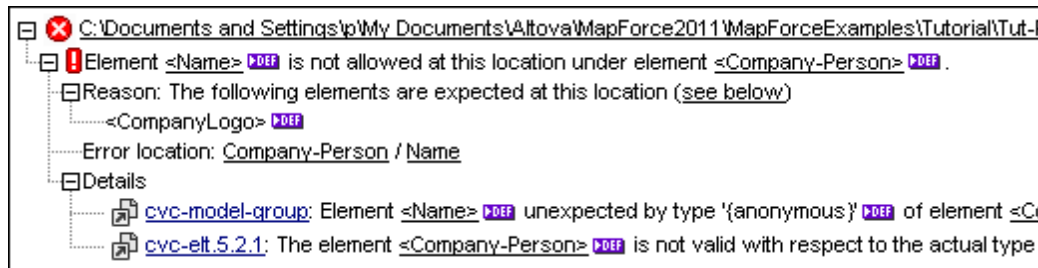 C:\Documents and Settings\p\My Documents\Altova\MapForce2011\MapForceExamples\Tutorial\Tut-
Element <Name> DEF is not allowed at this location under element <Company-Person> DEF .
Reason: The following elements are expected at this location (see below)
<CompanyLogo> DEF
Error location: Company-Person / Name
Details
cvc-model-group: Element <Name> DEF unexpected by type '{anonymous}' DEF of element <Co
cvc-elt.5.2.1: The element <Company-Person> DEF is not valid with respect to the actual type